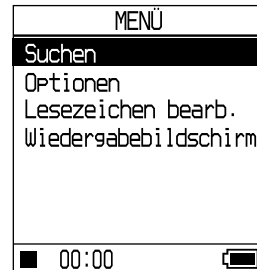 MENÜ
Suchen
Optionen
Lesezeichen bearb.
Wiedergabebildschirm
00:00